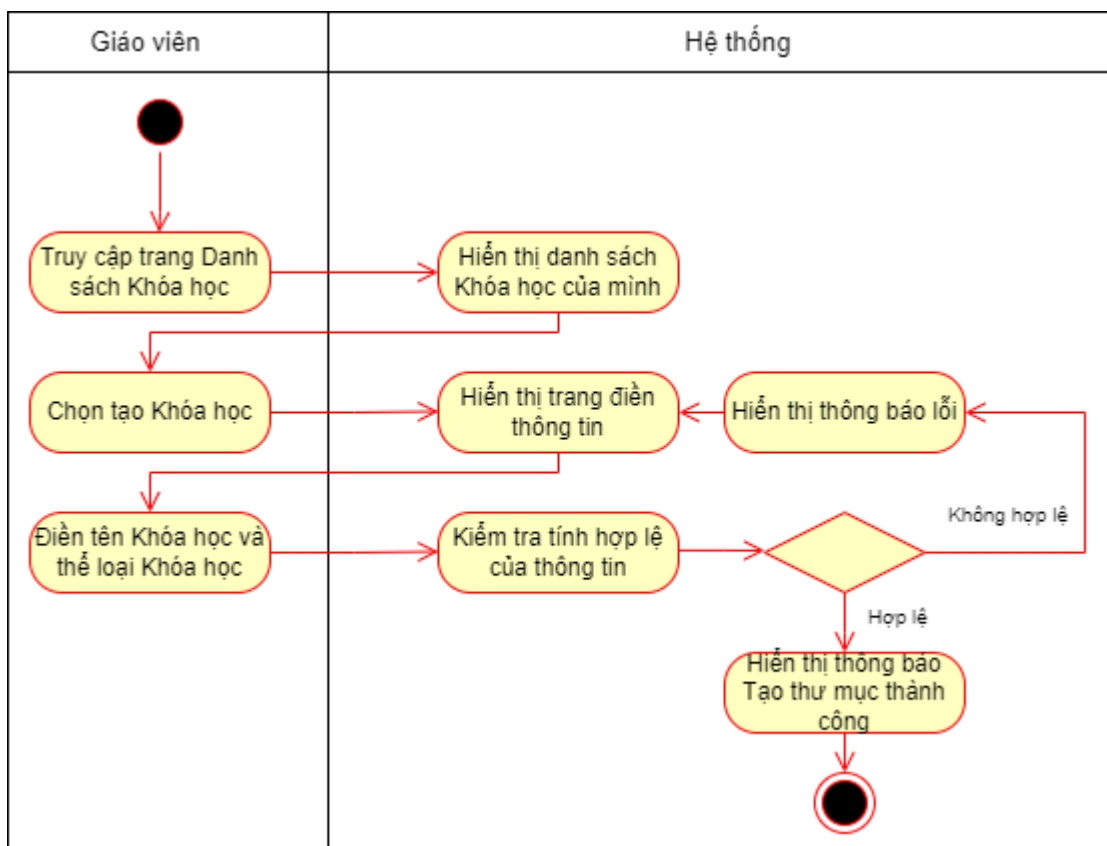 Giáo viên
Hệ thống
Truy cập trang Danh
sách Khóa học
Hiển thị danh sách
Khóa học của mình
Chọn tạo Khóa học
Hiển thị trang điền
thông tin
Hiển thị thông báo lỗi
Điền tên Khóa học và
thể loại Khóa học
Kiểm tra tính hợp lệ
của thông tin
Không hợp lệ
Hợp lệ
Hiển thị thông báo
Tạo thư mục thành
công